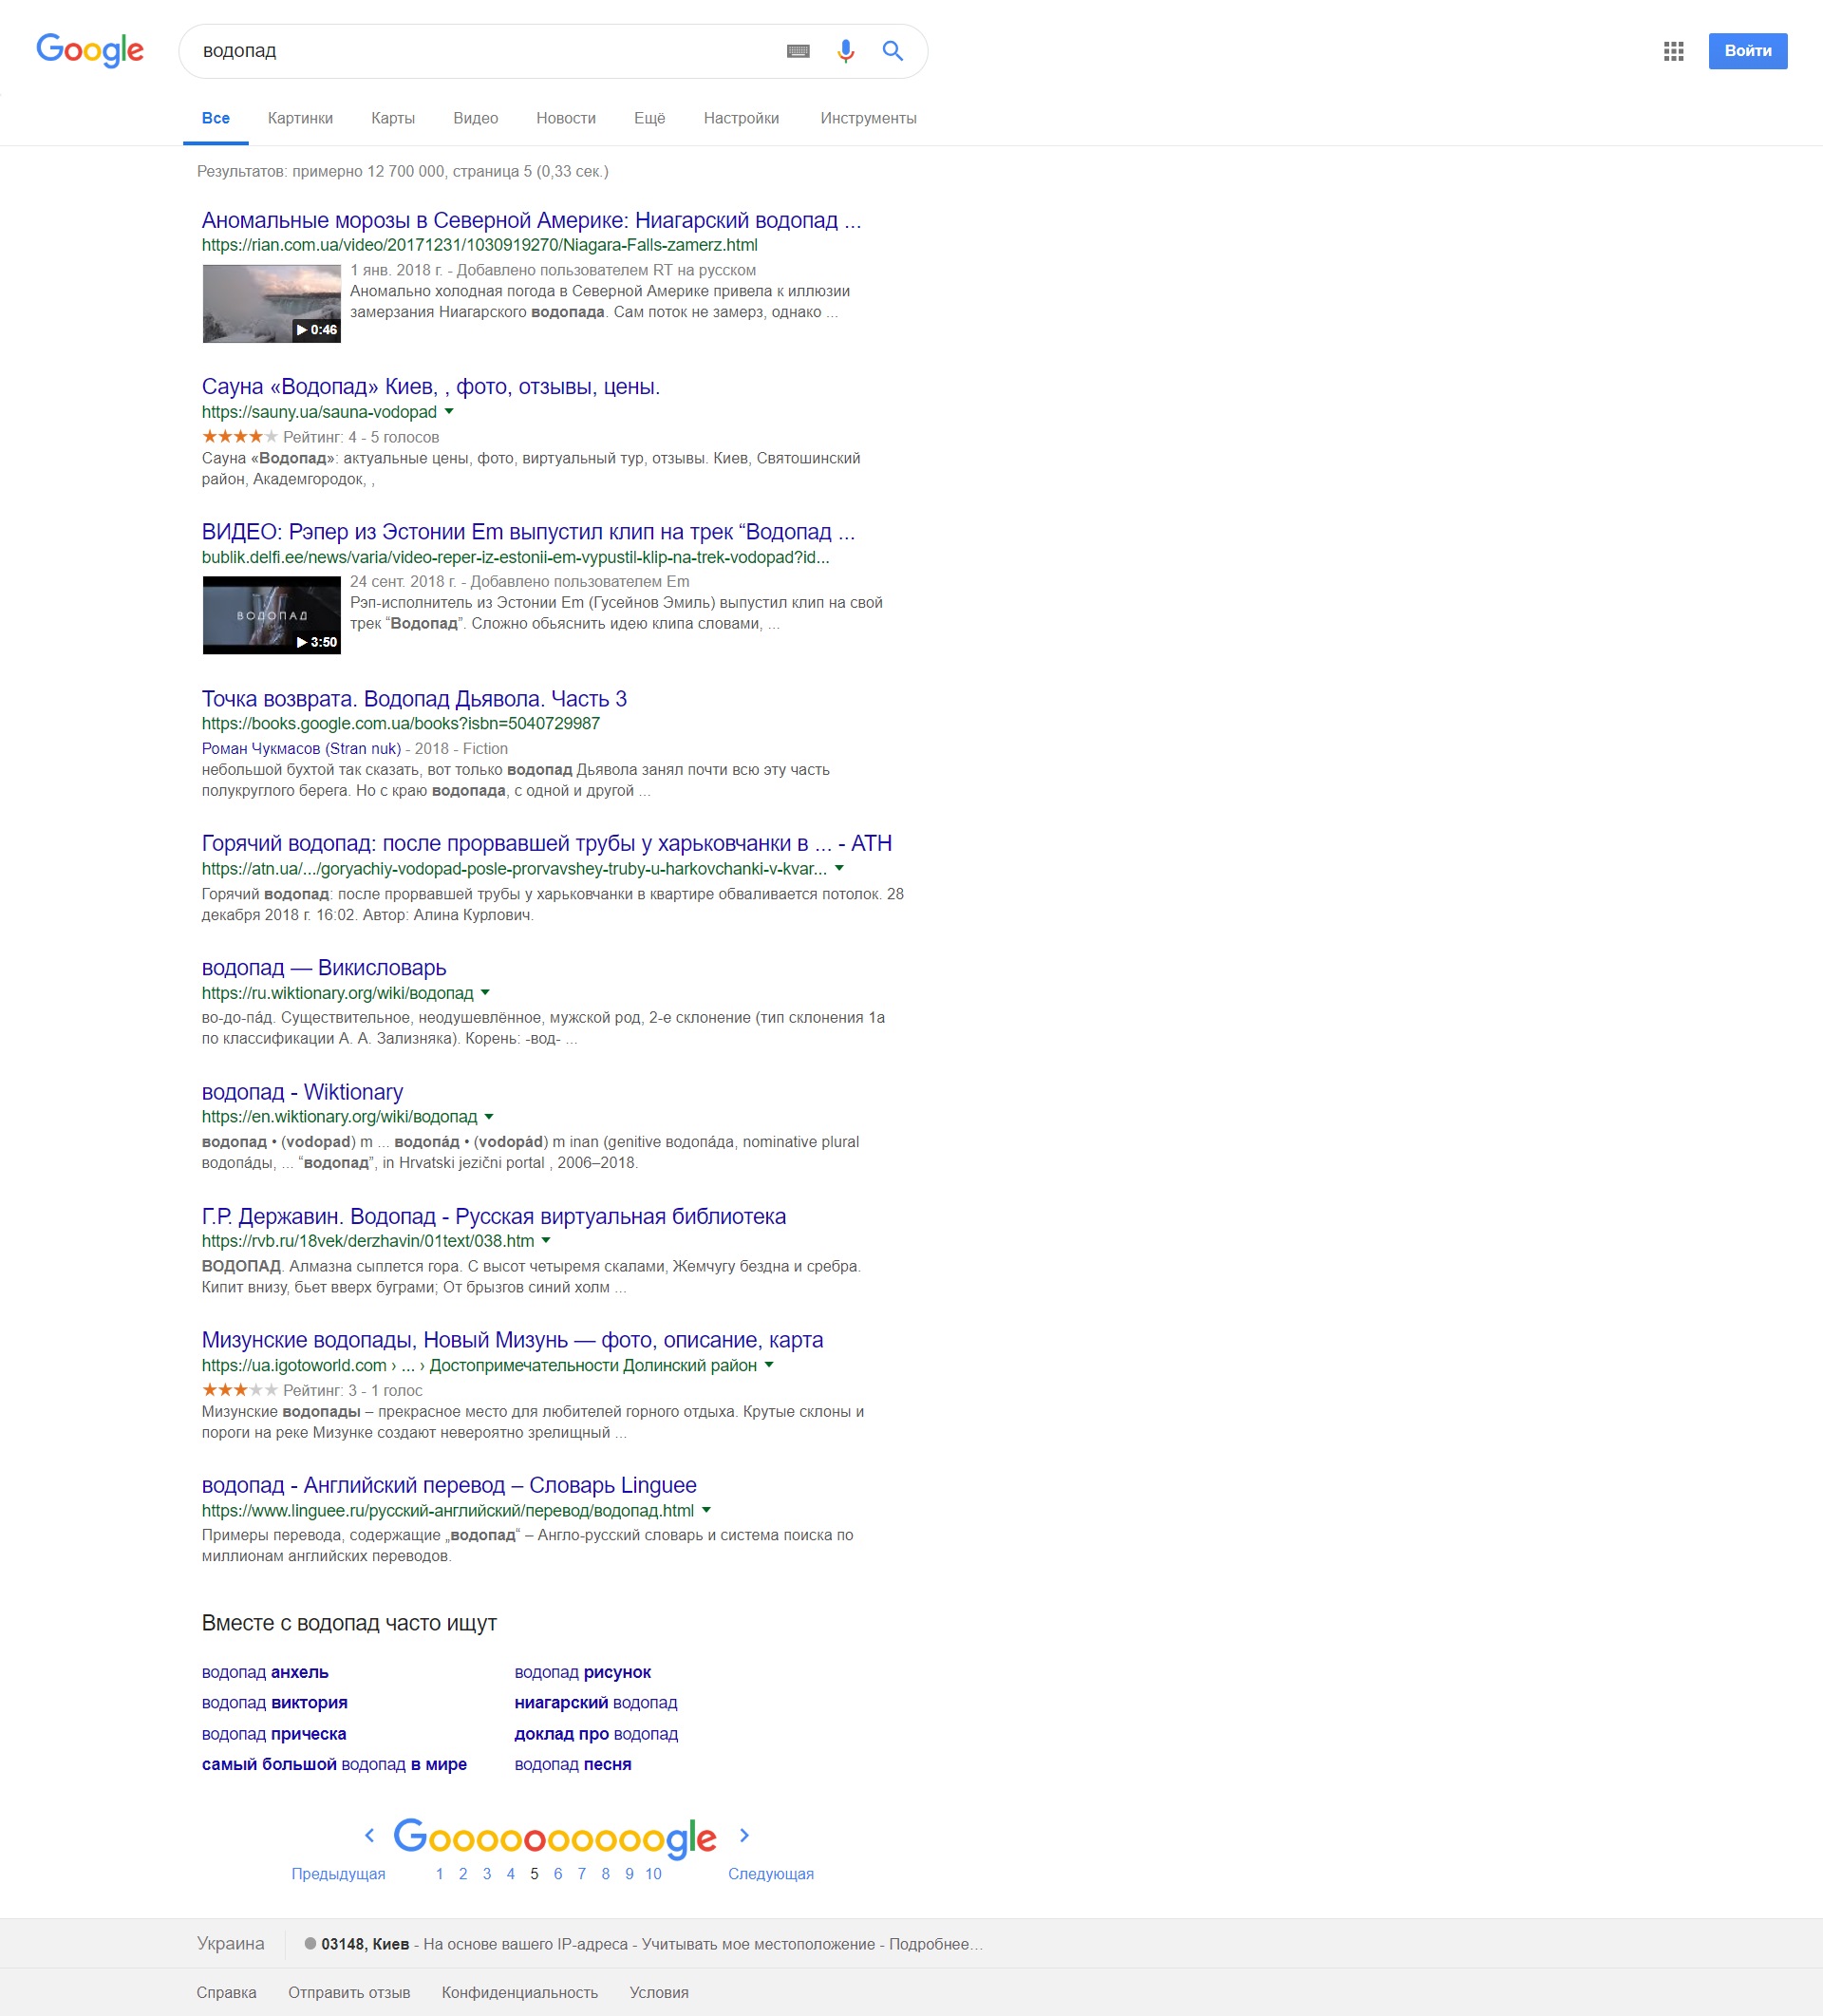 Google
водопад
Войти
Все Картинки Карты Видео Новости Ещё Настройки Инструменты
Результатов: примерно 12 700 000, страница 5 (0,33 сек.)
Аномальные морозы в Северной Америке: Ниагарский водопад ...
https://rian.com.ua/video/20171231/1030919270/Niagara-Falls-zamerz.html
1 янв. 2018 г. - Добавлено пользователем RT на русском
Аномально холодная погода в Северной Америке привела к иллюзии
замерзания Ниагарского водопада. Сам поток не замерз, однако ...
0:46
Сауна «Водопад» Киев, , фото, отзывы, цены.
https://sauny.ua/sauna-vodopad
Рейтинг: 4 - 5 голосов
Сауна «Водопад»: актуальные цены, фото, виртуальный тур, отзывы. Киев, Святошинский
район, Академгородок, ,
ВИДЕО: Рэпер из Эстонии Em выпустил клип на трек “Водопад ...
bublik.delfi.ee/news/varia/video-reper-iz-estonii-em-vypustil-klip-na-trek-vodopad?id...
24 сент. 2018 г. - Добавлено пользователем Em
Рэп-исполнитель из Эстонии Em (Гусейнов Эмиль) выпустил клип на свой
трек “Водопад”. Сложно обьяснить идею клипа словами, ...
ВОДОПАД
3:50
Точка возврата. Водопад Дьявола. Часть 3
https://books.google.com.ua/books?isbn=5040729987
Роман Чукмасов (Stran nuk) - 2018 - Fiction
небольшой бухтой так сказать, вот только водопад Дьявола занял почти всю эту часть
полукруглого берега. Но с краю водопада, с одной и другой ...
Горячий водопад: после прорвавшей трубы у харьковчанки в ... - АТН
https://atn.ua/.../goryachiy-vodopad-posle-prorvavshey-truby-u-harkovchanki-v-kvar...
Горячий водопад: после прорвавшей трубы у харьковчанки в квартире обваливается потолок. 28
декабря 2018 г. 16:02. Автор: Алина Курлович.
водопад — Викисловарь
https://ru.wiktionary.org/wiki/водопад
во-до-па́д. Существительное, неодушевлённое, мужской род, 2-е склонение (тип склонения 1a
по классификации А. А. Зализняка). Корень: -вод- ...
водопад - Wiktionary
https://en.wiktionary.org/wiki/водопад
водопад • (vodopad) m ... водопа́д • (vodopád) m inan (genitive водопа́да, nominative plural
водопа́ды, ... “водопад”, in Hrvatski jezični portal , 2006–2018.
Г.Р. Державин. Водопад - Русская виртуальная библиотека
https://rvb.ru/18vek/derzhavin/01text/038.htm
ВОДОПАД. Алмазна сыплется гора. С высот четыремя скалами, Жемчугу бездна и сребра.
Кипит внизу, бьет вверх буграми; От брызгов синий холм ...
Мизунские водопады, Новый Мизунь — фото, описание, карта
https://ua.igotoworld.com › ... › Достопримечательности Долинский район
Рейтинг: 3 - 1 голос
Мизунские водопады – прекрасное место для любителей горного отдыха. Крутые склоны и
пороги на реке Мизунке создают невероятно зрелищный ...
водопад - Английский перевод – Словарь Linguee
https://www.linguee.ru/русский-английский/перевод/водопад.html
Примеры перевода, содержащие „водопад“ – Англо-русский словарь и система поиска по
миллионам английских переводов.
Вместе с водопад часто ищут
водопад анхель водопад рисунок
водопад виктория ниагарский водопад
водопад прическа доклад про водопад
самый большой водопад в мире водопад песня
Goooooooooogle
Предыдущая 1 2 3 4 5 6 7 8 9 10 Следующая
Украина 03148, Киев - На основе вашего IP-адреса - Учитывать мое местоположение - Подробнее…
Справка Отправить отзыв Конфиденциальность Условия